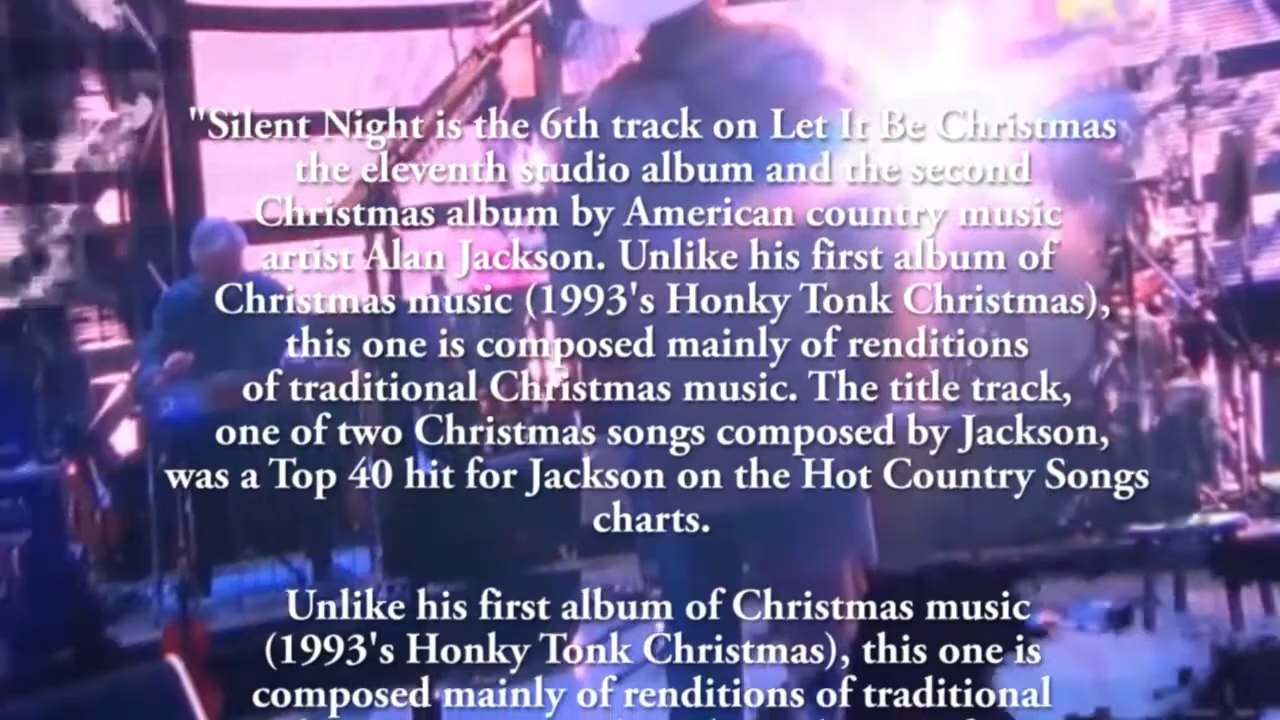 "Silent Night is the 6th track on Let It Be Christmas
the eleventh studio album and the second
Christmas album by American country music
artist Alan Jackson. Unlike his first album of
Christmas music (1993's Honky Tonk Christmas),
this one is composed mainly of renditions
of traditional Christmas music. The title track,
one of two Christmas songs composed by Jackson,
was a Top 40 hit for Jackson on the Hot Country Songs
charts.
Unlike his first album of Christmas music
(1993's Honky Tonk Christmas), this one is
composed mainly of renditions of traditional